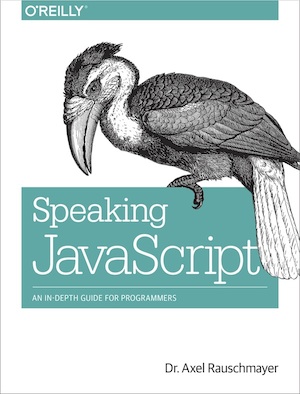 O'REILLY®
Speaking
JavaScript
AN IN-DEPTH GUIDE FOR PROGRAMMERS
Dr. Axel Rauschmayer